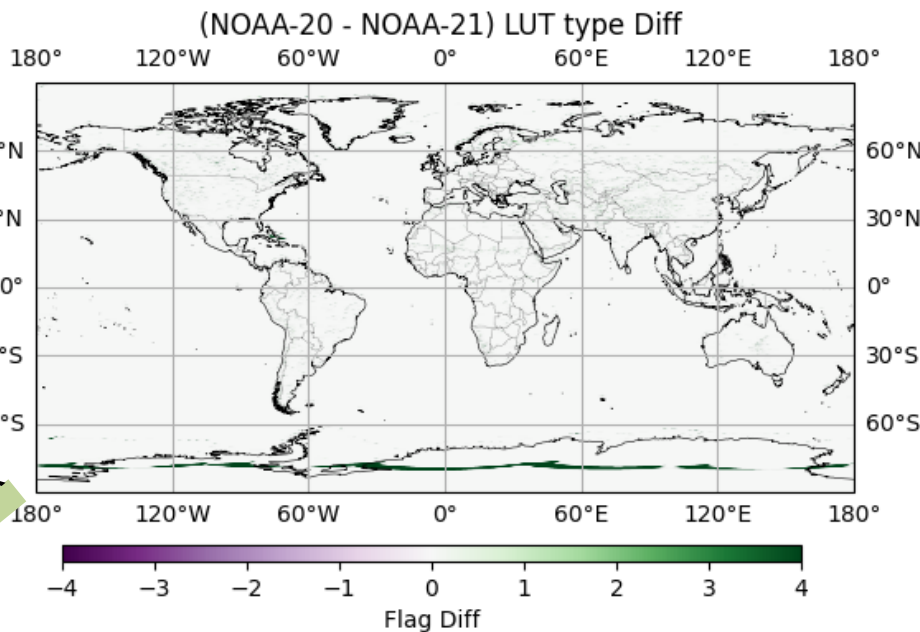 (NOAA-20 - NOAA-21) LUT type Diff
180° 120°W 60°W 0° 60°E 120°E 180°
°N 60°N
°N 30°N
0° 0°
°S 30°S
°S 60°S
180° 120°W 60°W 0° 60°E 120°E 180°
−4 −3 −2 −1 0 1 2 3 4
Flag Diff